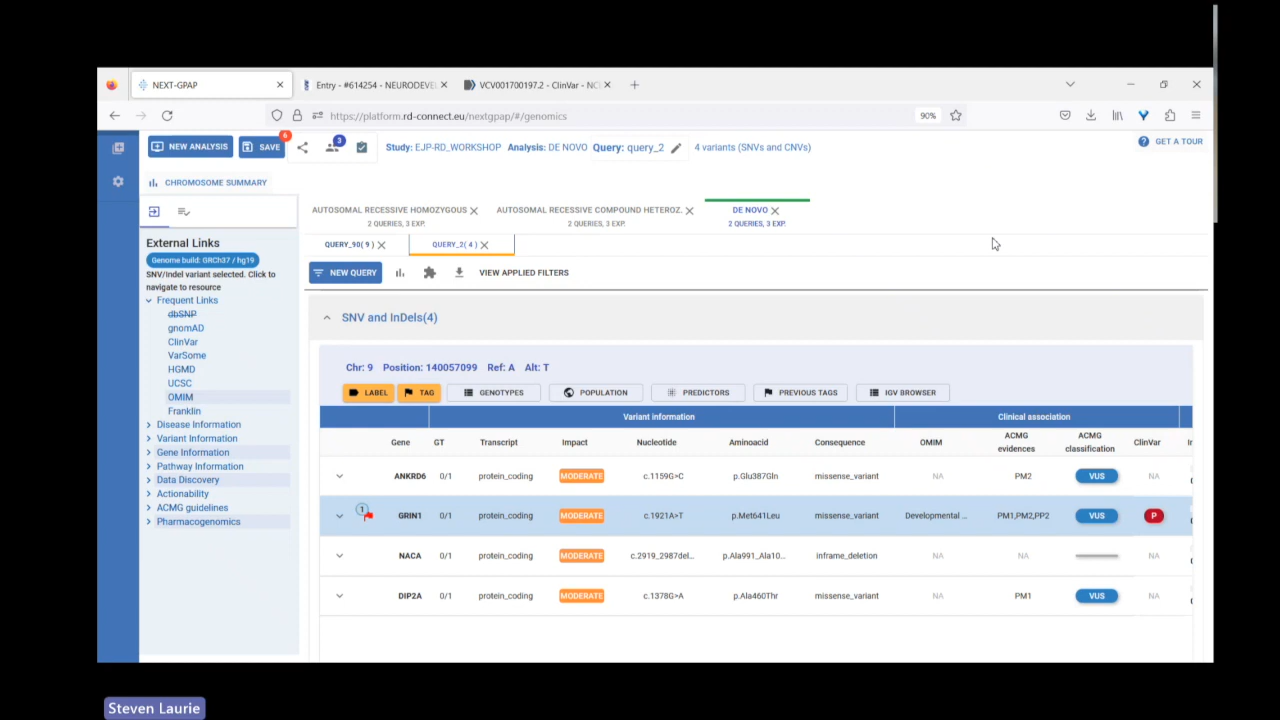 NEXT-GPAP
Entry - #614254 - NEURODEVE
VCV001700197.2 - ClinVar - NC
https://platform.rd-connect.eu/nextgpap/#/genomics
90%
NEW ANALYSIS
SAVE
6
3
Study: EJP-RD_WORKSHOP Analysis: DE NOVO Query: query_2
4 variants (SNVs and CNVs)
GET A TOUR
CHROMOSOME SUMMARY
AUTOSOMAL RECESSIVE HOMOZYGOUS
2 QUERIES, 3 EXP.
AUTOSOMAL RECESSIVE COMPOUND HETEROZ.
2 QUERIES, 3 EXP.
DE NOVO
2 QUERIES, 3 EXP.
QUERY_90( 9 )
QUERY_2( 4 )
NEW QUERY
VIEW APPLIED FILTERS
External Links
Genome build: GRCh37 / hg19
SNV/Indel variant selected. Click to
navigate to resource
Frequent Links
dbSNP
gnomAD
ClinVar
VarSome
HGMD
UCSC
OMIM
Franklin
Disease Information
Variant Information
Gene Information
Pathway Information
Data Discovery
Actionability
ACMG guidelines
Pharmacogenomics
SNV and InDels(4)
Chr: 9 Position: 140057099 Ref: A Alt: T
LABEL TAG GENOTYPES POPULATION PREDICTORS PREVIOUS TAGS IGV BROWSER
Variant information Clinical association
Gene GT Transcript Impact Nucleotide Aminoacid Consequence OMIM ACMG evidences ACMG classification ClinVar
ANKRD6 0/1 protein_coding MODERATE c.1159G>C p.Glu387Gln missense_variant NA PM2 VUS NA
1 GRIN1 0/1 protein_coding MODERATE c.1921A>T p.Met641Leu missense_variant Developmental ... PM1,PM2,PP2 VUS P
NACA 0/1 protein_coding MODERATE c.2919_2987del... p.Ala991_Ala10... inframe_deletion NA NA NA
DIP2A 0/1 protein_coding MODERATE c.1378G>A p.Ala460Thr missense_variant NA PM1 VUS NA
Steven Laurie